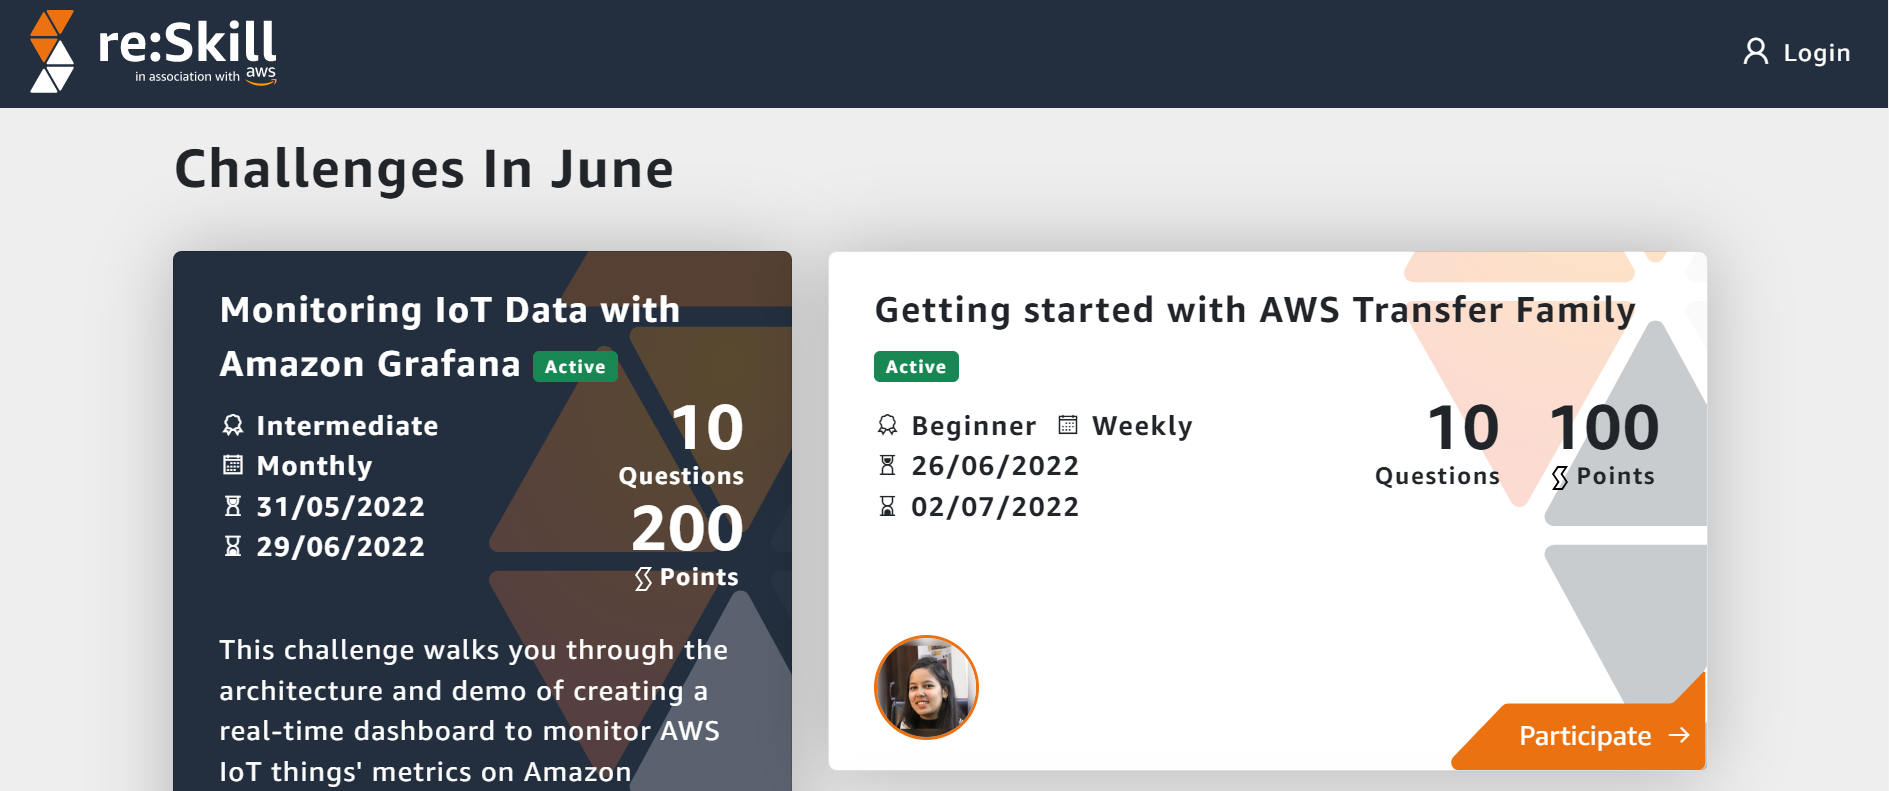 re:Skill
in association with aws
Login
Challenges In June
Monitoring IoT Data with
Amazon Grafana Active
Intermediate
Monthly
31/05/2022
29/06/2022
10
Questions
200
Points
This challenge walks you through the
architecture and demo of creating a
real-time dashboard to monitor AWS
IoT things' metrics on Amazon
Getting started with AWS Transfer Family
Active
Beginner Weekly
26/06/2022
02/07/2022
10
Questions
100
Points
Participate